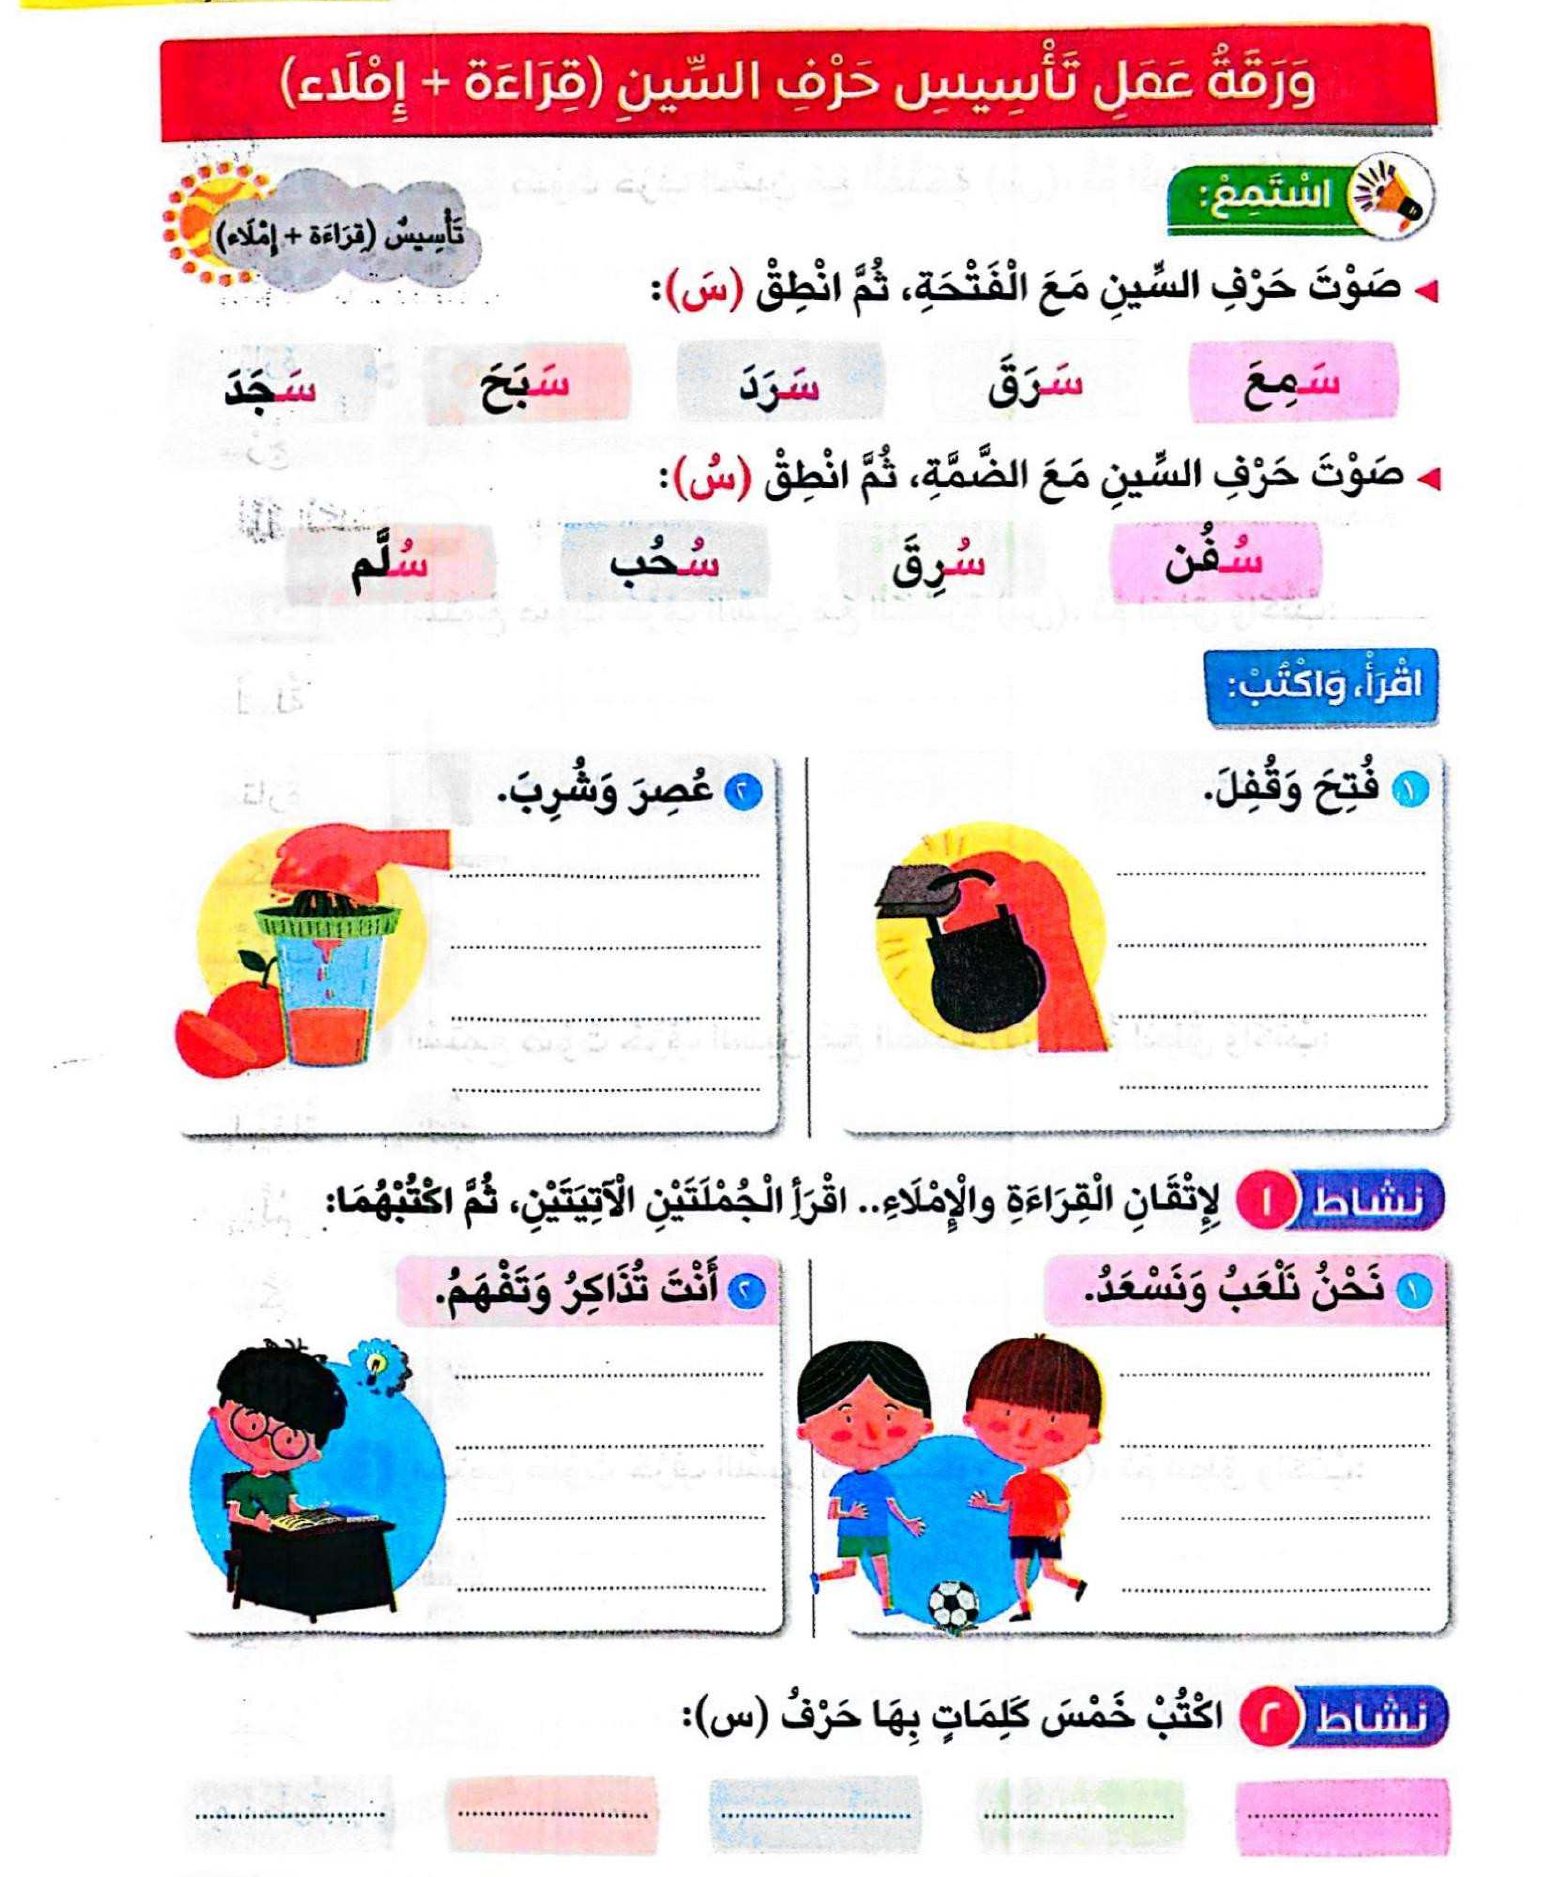 وَرَقَةُ عَمَلِ تَأْسِيسِ حَرْفِ السِّينِ (قِرَاءَة + إِمْلَاء)
اسْتَمِعْ:
تَأْسِيسٌ (قِرَاءَة + إِمْلَاء)
صَوْتَ حَرْفِ السِّينِ مَعَ الْفَتْحَةِ، ثُمَّ انْطِقْ (سَ):
سَمِعَ سَرَقَ سَرَدَ سَبَحَ سَجَدَ
صَوْتَ حَرْفِ السِّينِ مَعَ الضَّمَّةِ، ثُمَّ انْطِقْ (سُ):
سُفُن سُرِقَ سُحُب سُلَّم
اقْرَأْ، وَاكْتُبْ:
١ فُتِحَ وَقُفِلَ.
٢ عُصِرَ وَشُرِبَ.
نشاط ١ لِإِتْقَانِ الْقِرَاءَةِ والْإِمْلَاءِ.. اقْرَأِ الْجُمْلَتَيْنِ الْآتِيَتَيْنِ، ثُمَّ اكْتُبْهُمَا:
١ نَحْنُ نَلْعَبُ وَنَسْعَدُ.
٢ أَنْتَ تُذَاكِرُ وَتَفْهَمُ.
نشاط ٢ اكْتُبْ خَمْسَ كَلِمَاتٍ بِهَا حَرْفُ (س):